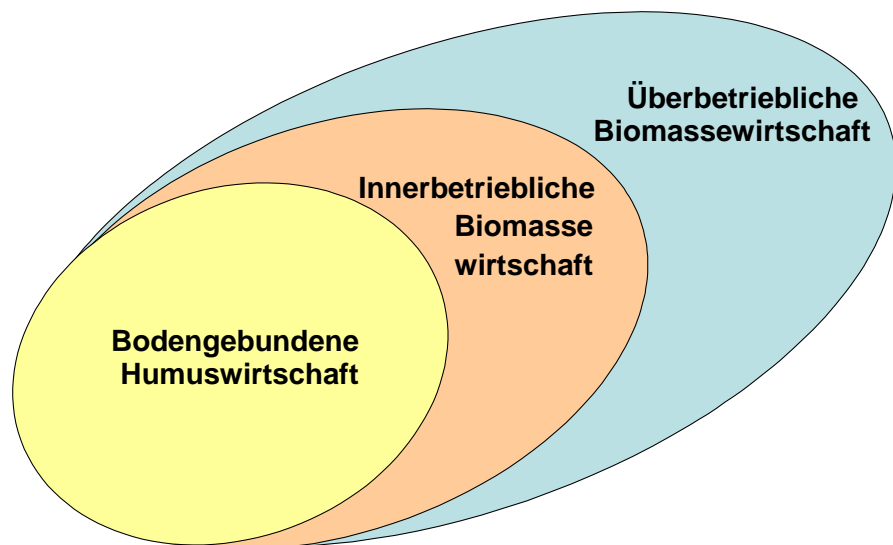 Überbetriebliche
Biomassewirtschaft
Innerbetriebliche
Biomasse
wirtschaft
Bodengebundene
Humuswirtschaft